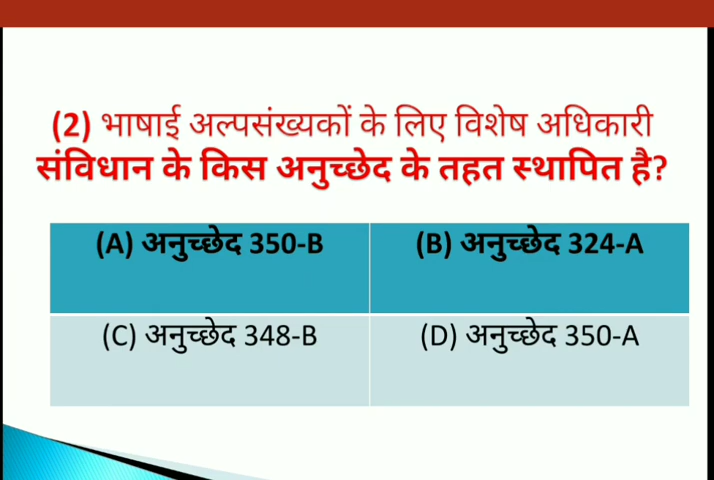 (2) भाषाई अल्पसंख्यकों के लिए विशेष अधिकारी
संविधान के किस अनुच्छेद के तहत स्थापित है?
(A) अनुच्छेद 350-B
(B) अनुच्छेद 324-A
(C) अनुच्छेद 348-B
(D) अनुच्छेद 350-A